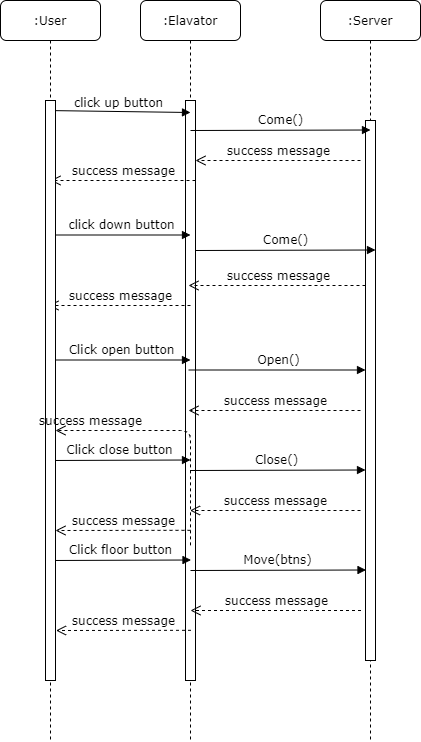 :User
:Elavator
:Server
click up button
Come()
success message
success message
click down button
Come()
success message
success message
Click open button
Open()
success message
success message
Click close button
Close()
success message
success message
Click floor button
Move(btns)
success message
success message